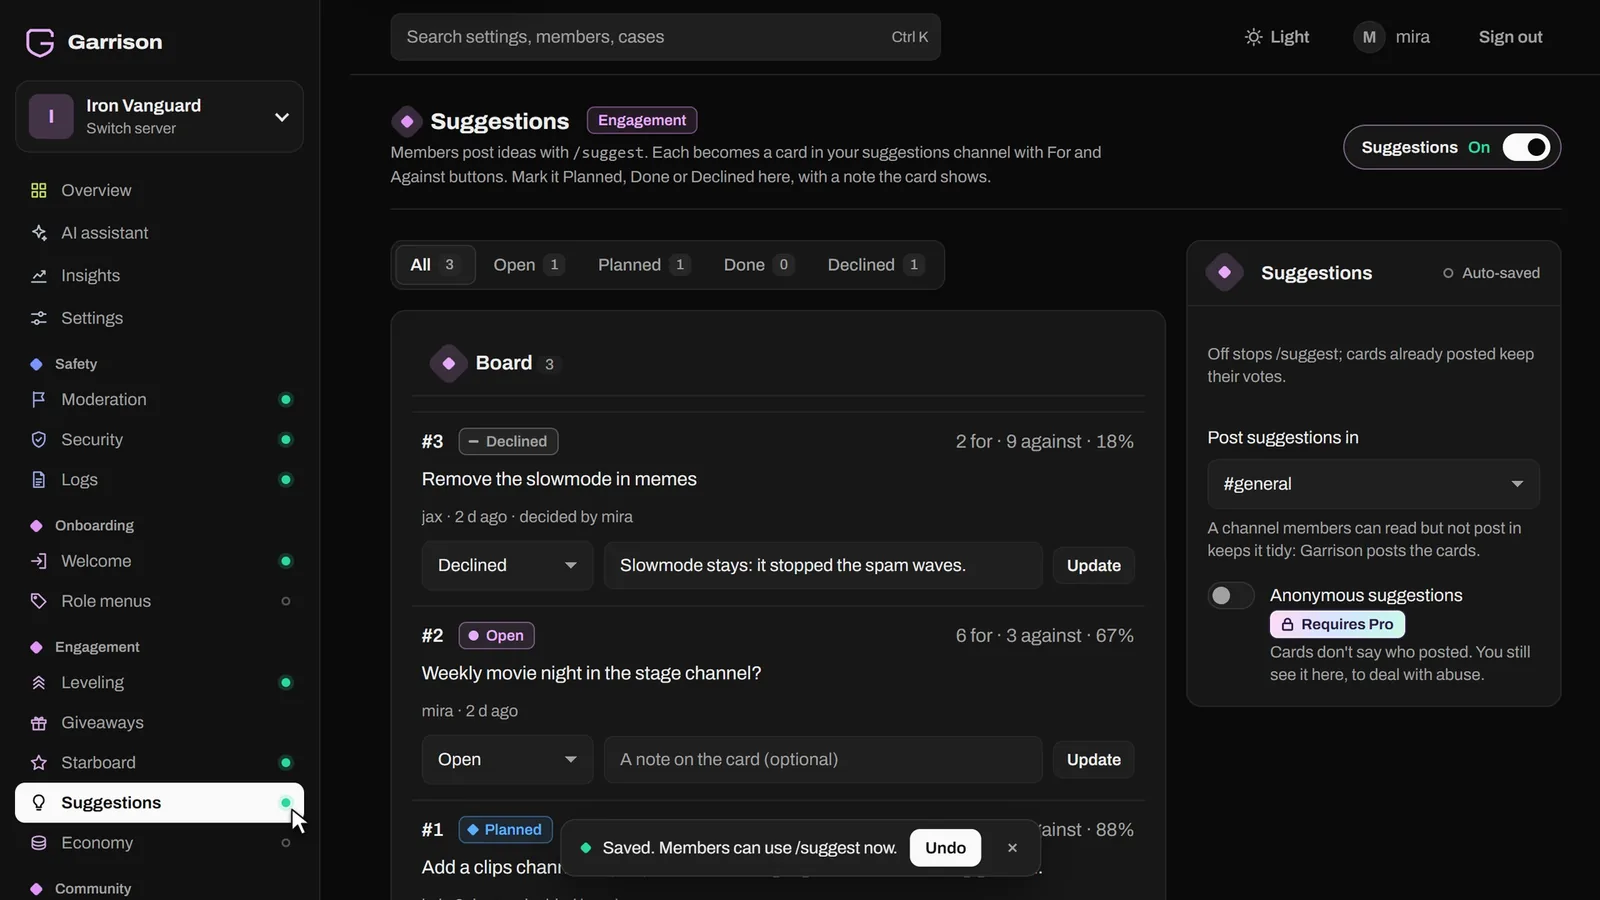 Garrison
Search settings, members, cases
Ctrl K
Light
M
mira
Sign out
I
Iron Vanguard
Switch server
Overview
AI assistant
Insights
Settings
Safety
Moderation
Security
Logs
Onboarding
Welcome
Role menus
Engagement
Leveling
Giveaways
Starboard
Suggestions
Economy
Community
Suggestions
Engagement
Members post ideas with /suggest. Each becomes a card in your suggestions channel with For and
Against buttons. Mark it Planned, Done or Declined here, with a note the card shows.
Suggestions On
All 3
Open 1
Planned 1
Done 0
Declined 1
Board 3
#3 Declined
2 for · 9 against · 18%
Remove the slowmode in memes
jax · 2 d ago · decided by mira
Declined
Slowmode stays: it stopped the spam waves.
Update
#2 Open
6 for · 3 against · 67%
Weekly movie night in the stage channel?
mira · 2 d ago
Open
A note on the card (optional)
Update
#1 Planned
· 88%
Add a clips
Saved. Members can use /suggest now.
Undo
Suggestions
Auto-saved
Off stops /suggest; cards already posted keep
their votes.
Post suggestions in
#general
A channel members can read but not post in
keeps it tidy: Garrison posts the cards.
Anonymous suggestions
Requires Pro
Cards don't say who posted. You still
see it here, to deal with abuse.